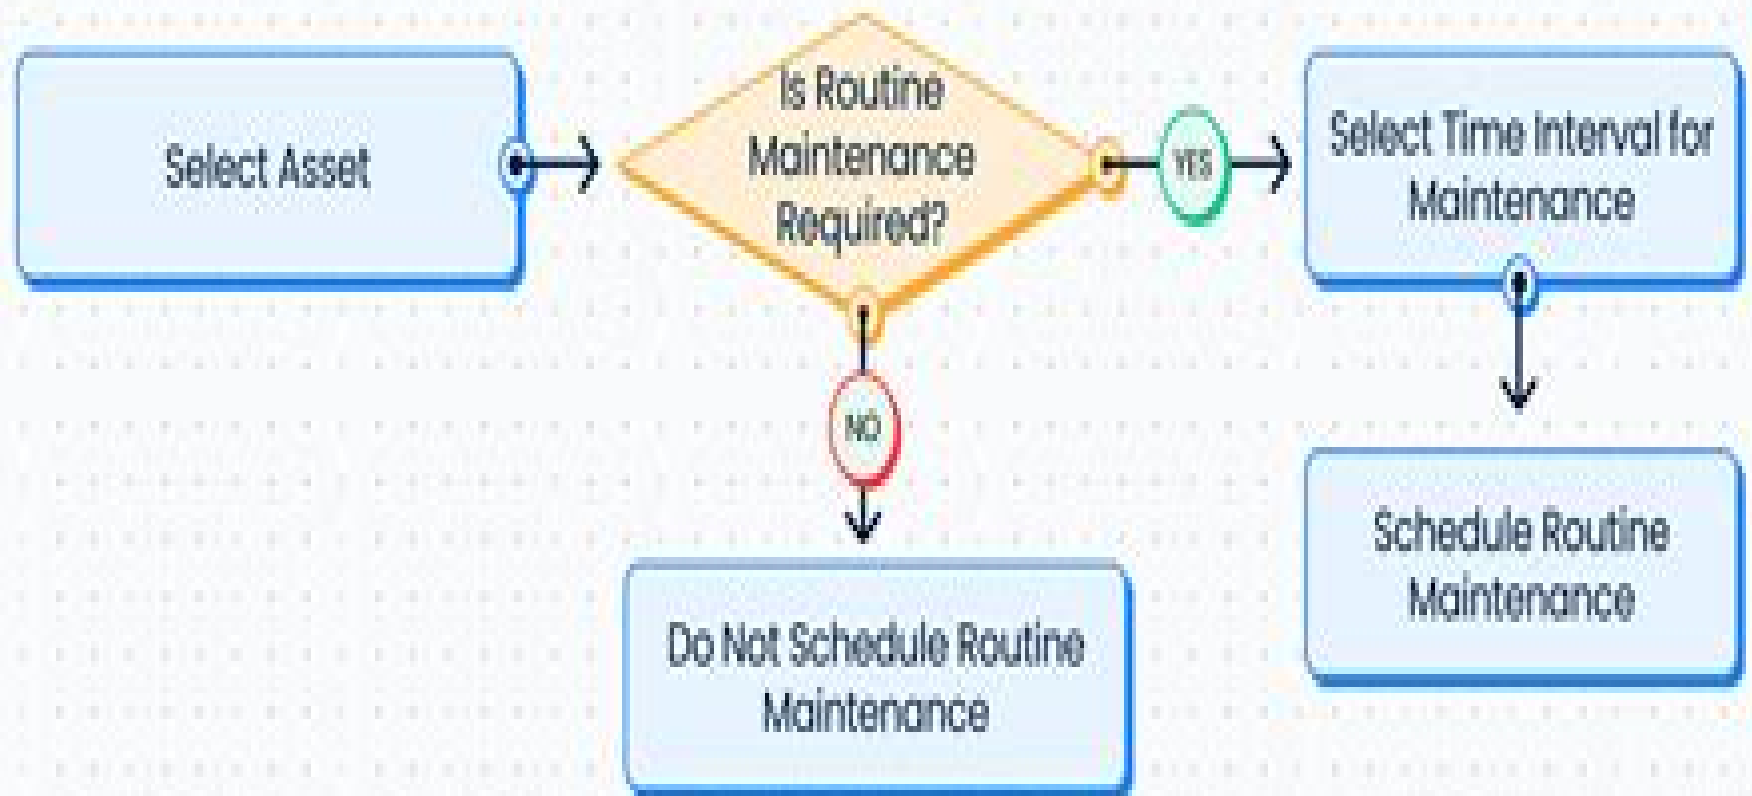 Select Asset
Is Routine
Maintenance
Required?
YES
Select Time Interval for
Maintenance
NO
Schedule Routine
Maintenance
Do Not Schedule Routine
Maintenance